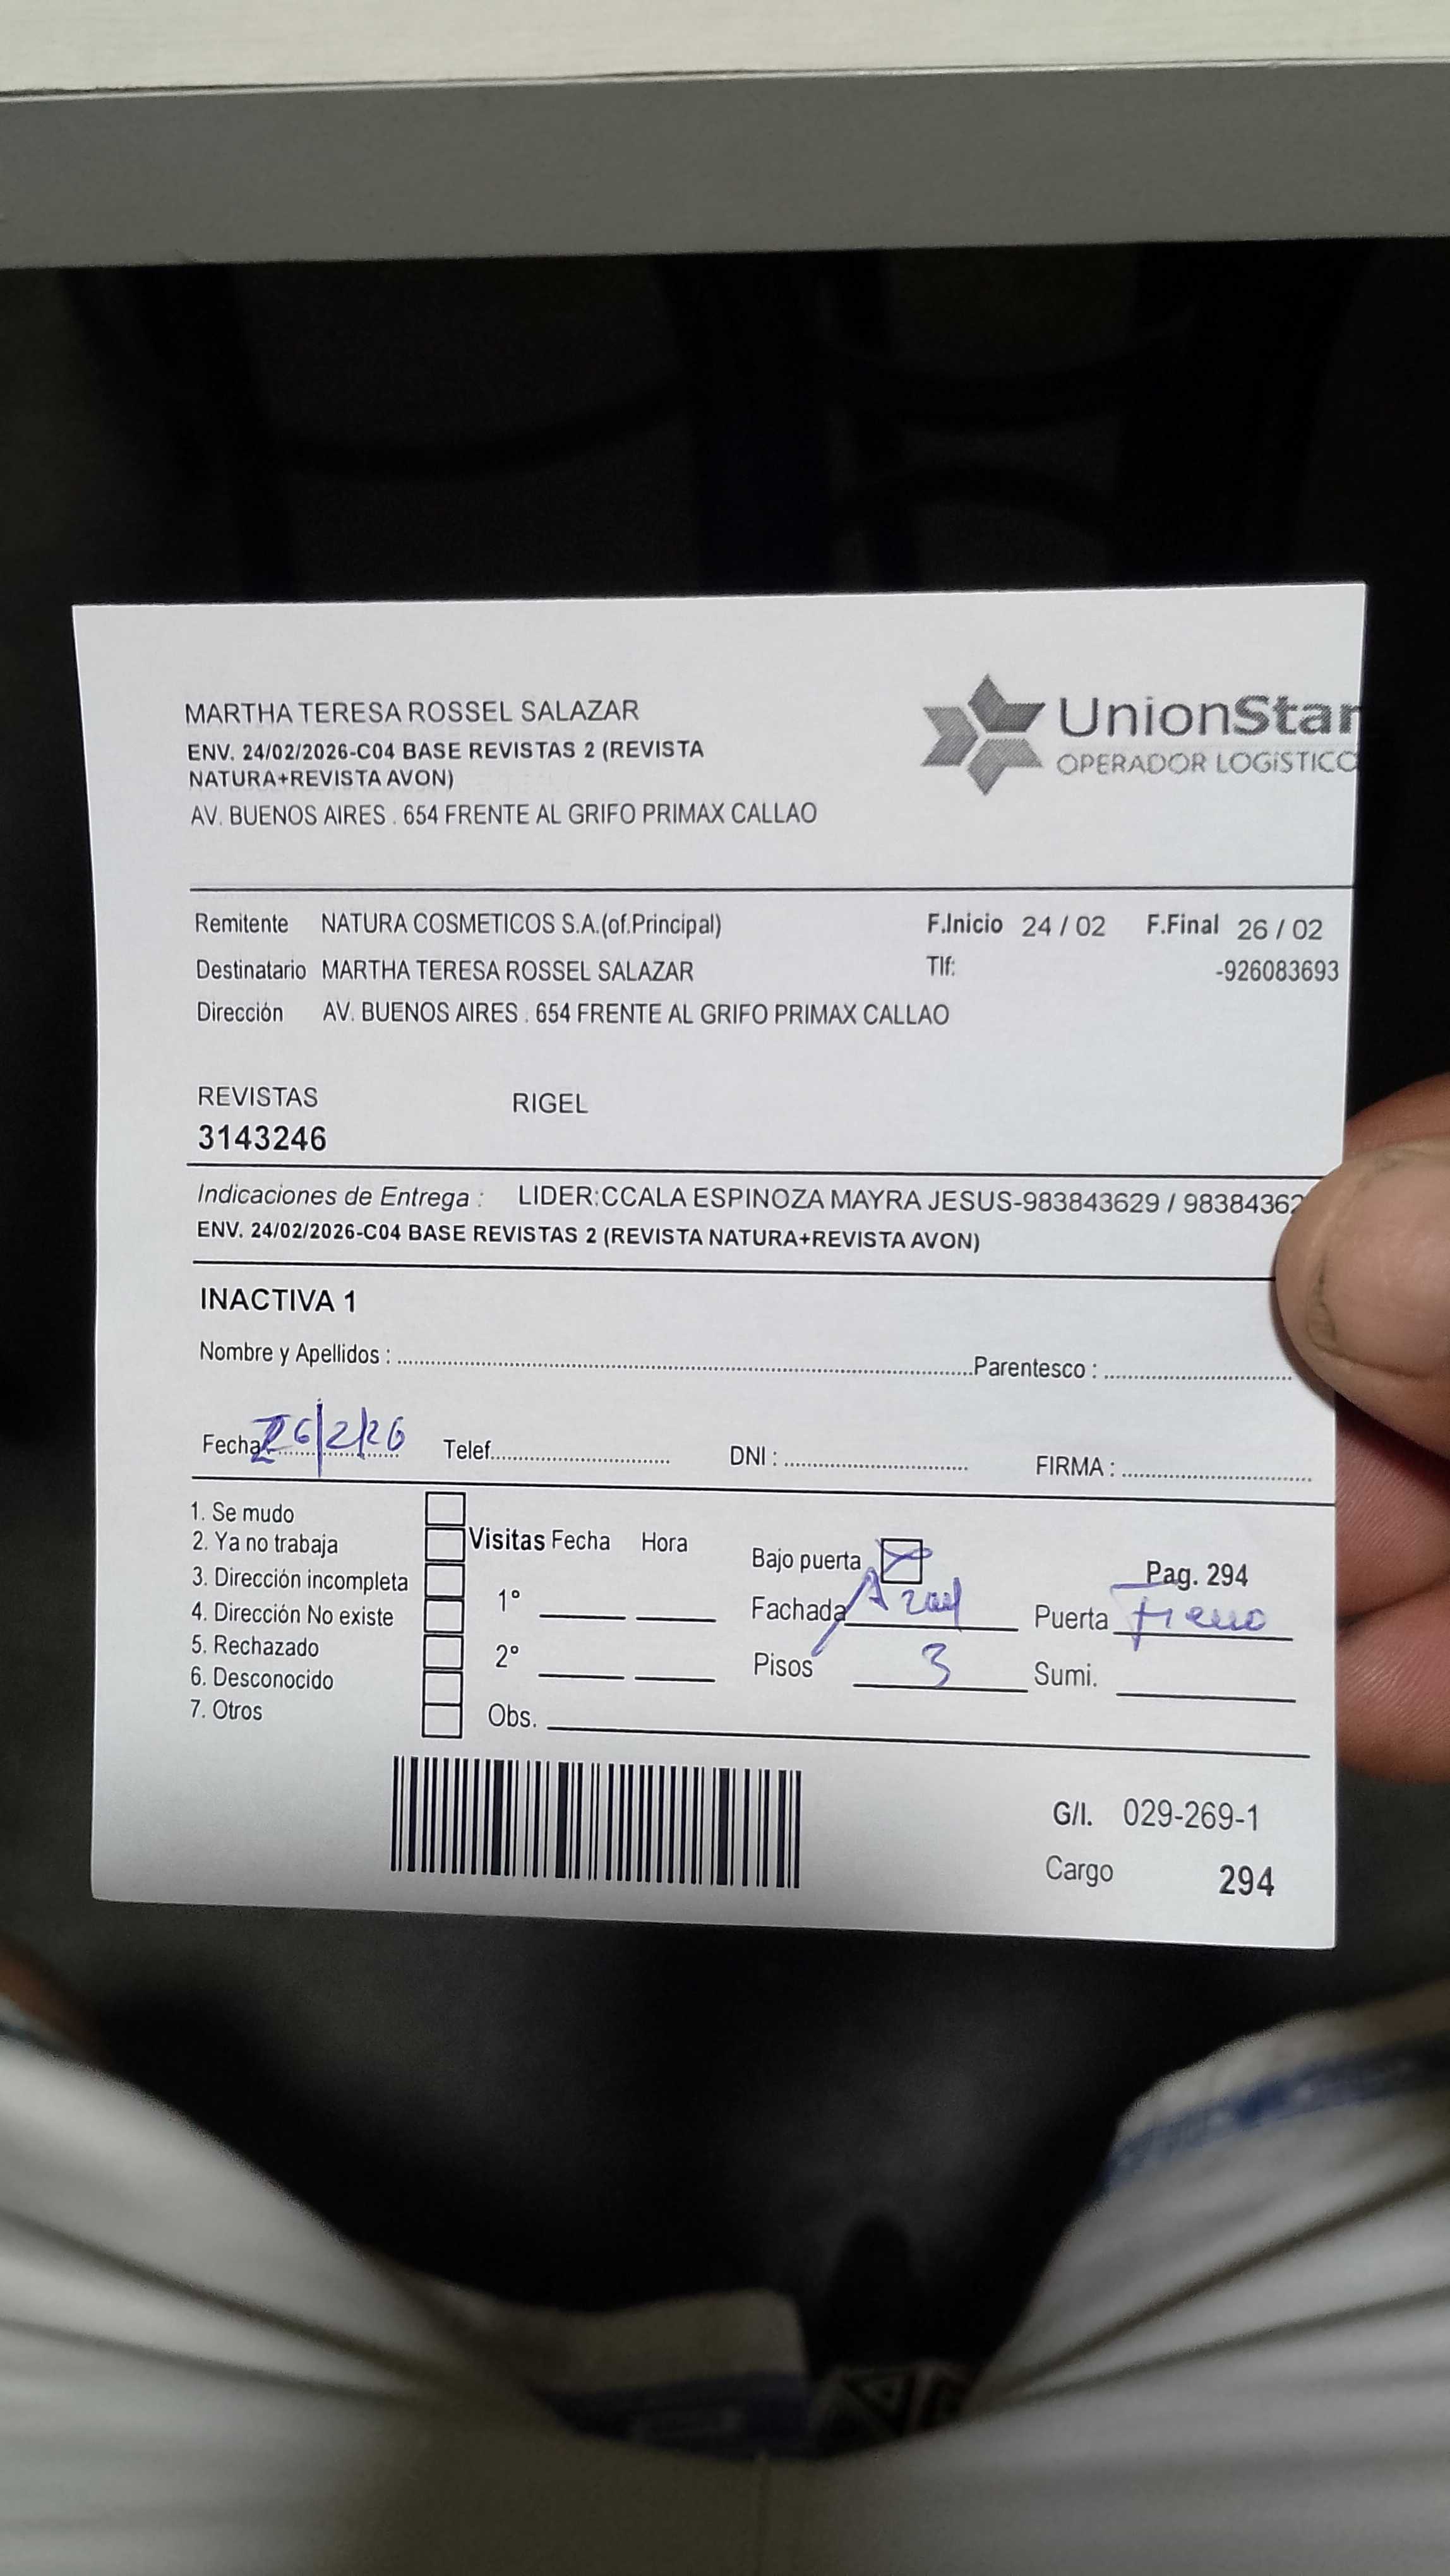 MARTHA TERESA ROSSEL SALAZAR
ENV. 24/02/2026-C04 BASE REVISTAS 2 (REVISTA
NATURA+REVISTA AVON)
AV. BUENOS AIRES . 654 FRENTE AL GRIFO PRIMAX CALLAO
UnionStar
OPERADOR LOGÍSTICO
Remitente NATURA COSMETICOS S.A.(of.Principal) F.Inicio 24 / 02 F.Final 26 / 02
Destinatario MARTHA TERESA ROSSEL SALAZAR Tlf: -926083693
Dirección AV. BUENOS AIRES . 654 FRENTE AL GRIFO PRIMAX CALLAO
REVISTAS RIGEL
3143246
Indicaciones de Entrega : LIDER:CCALA ESPINOZA MAYRA JESUS-983843629 / 98384362
ENV. 24/02/2026-C04 BASE REVISTAS 2 (REVISTA NATURA+REVISTA AVON)
INACTIVA 1
Nombre y Apellidos : Parentesco :
Fecha 26/2/26 Telef. DNI : FIRMA :
1. Se mudo
2. Ya no trabaja
3. Dirección incompleta
4. Dirección No existe
5. Rechazado
6. Desconocido
7. Otros
Visitas Fecha Hora
1°
2°
Obs.
Bajo puerta Pag. 294
Fachada Azul Puerta Fierro
Pisos 3 Sumi.
G/I. 029-269-1
Cargo 294